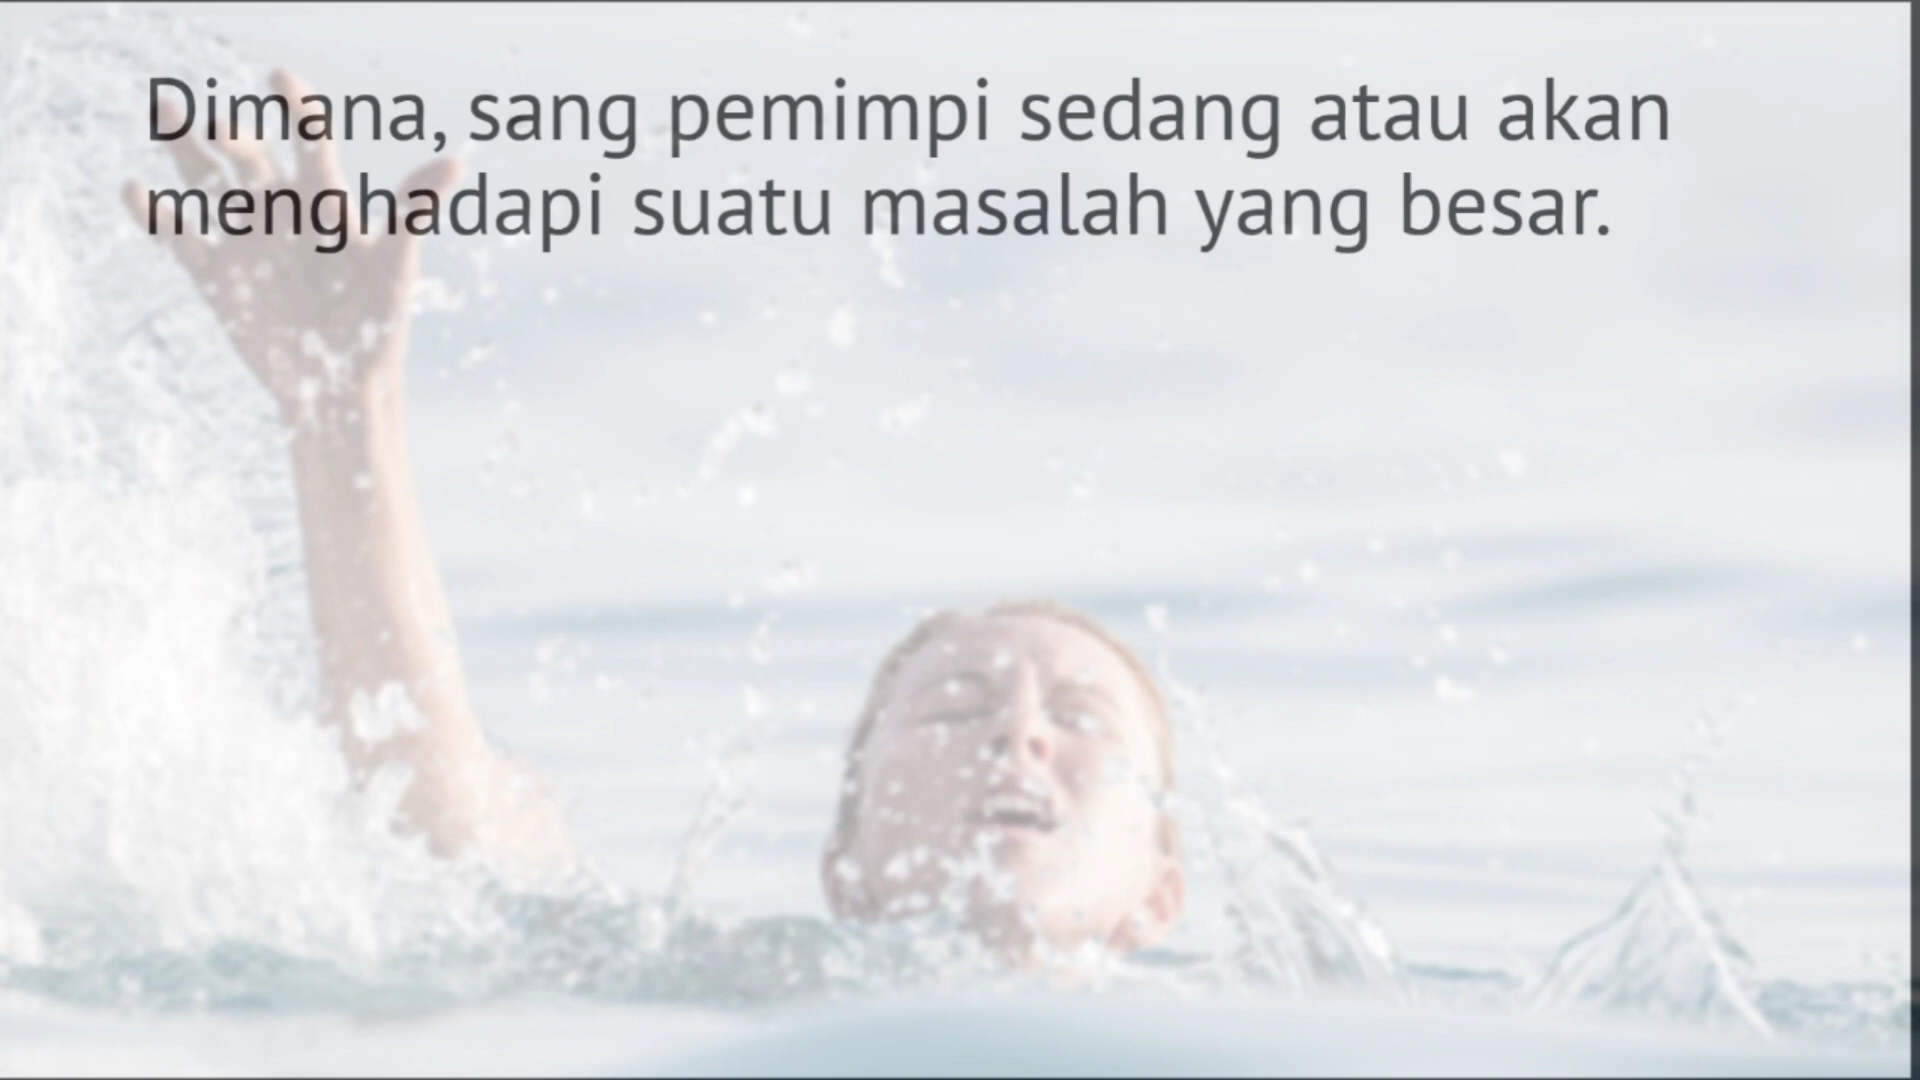 Dimana, sang pemimpi sedang atau akan
menghadapi suatu masalah yang besar.